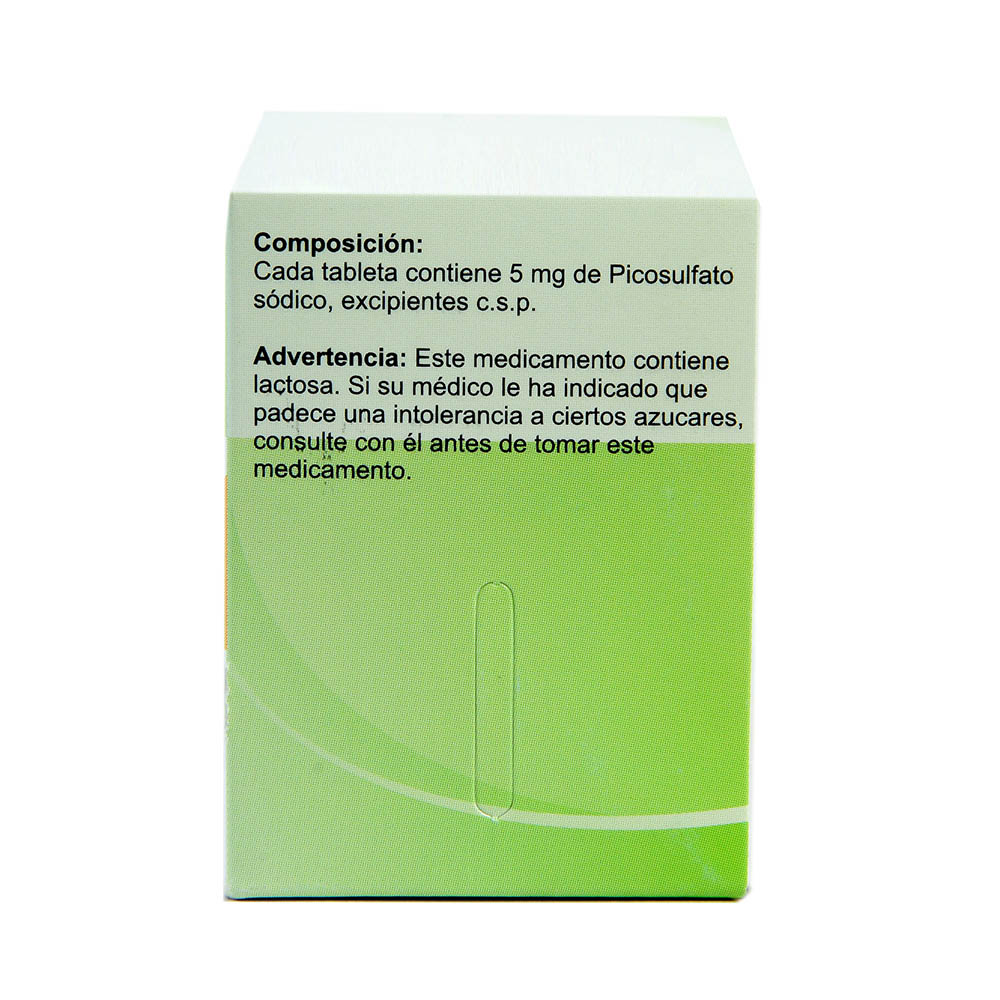 Composición:
Cada tableta contiene 5 mg de Picosulfato
sódico, excipientes c.s.p.
Advertencia: Este medicamento contiene
lactosa. Si su médico le ha indicado que
padece una intolerancia a ciertos azucares,
consulte con él antes de tomar este
medicamento.